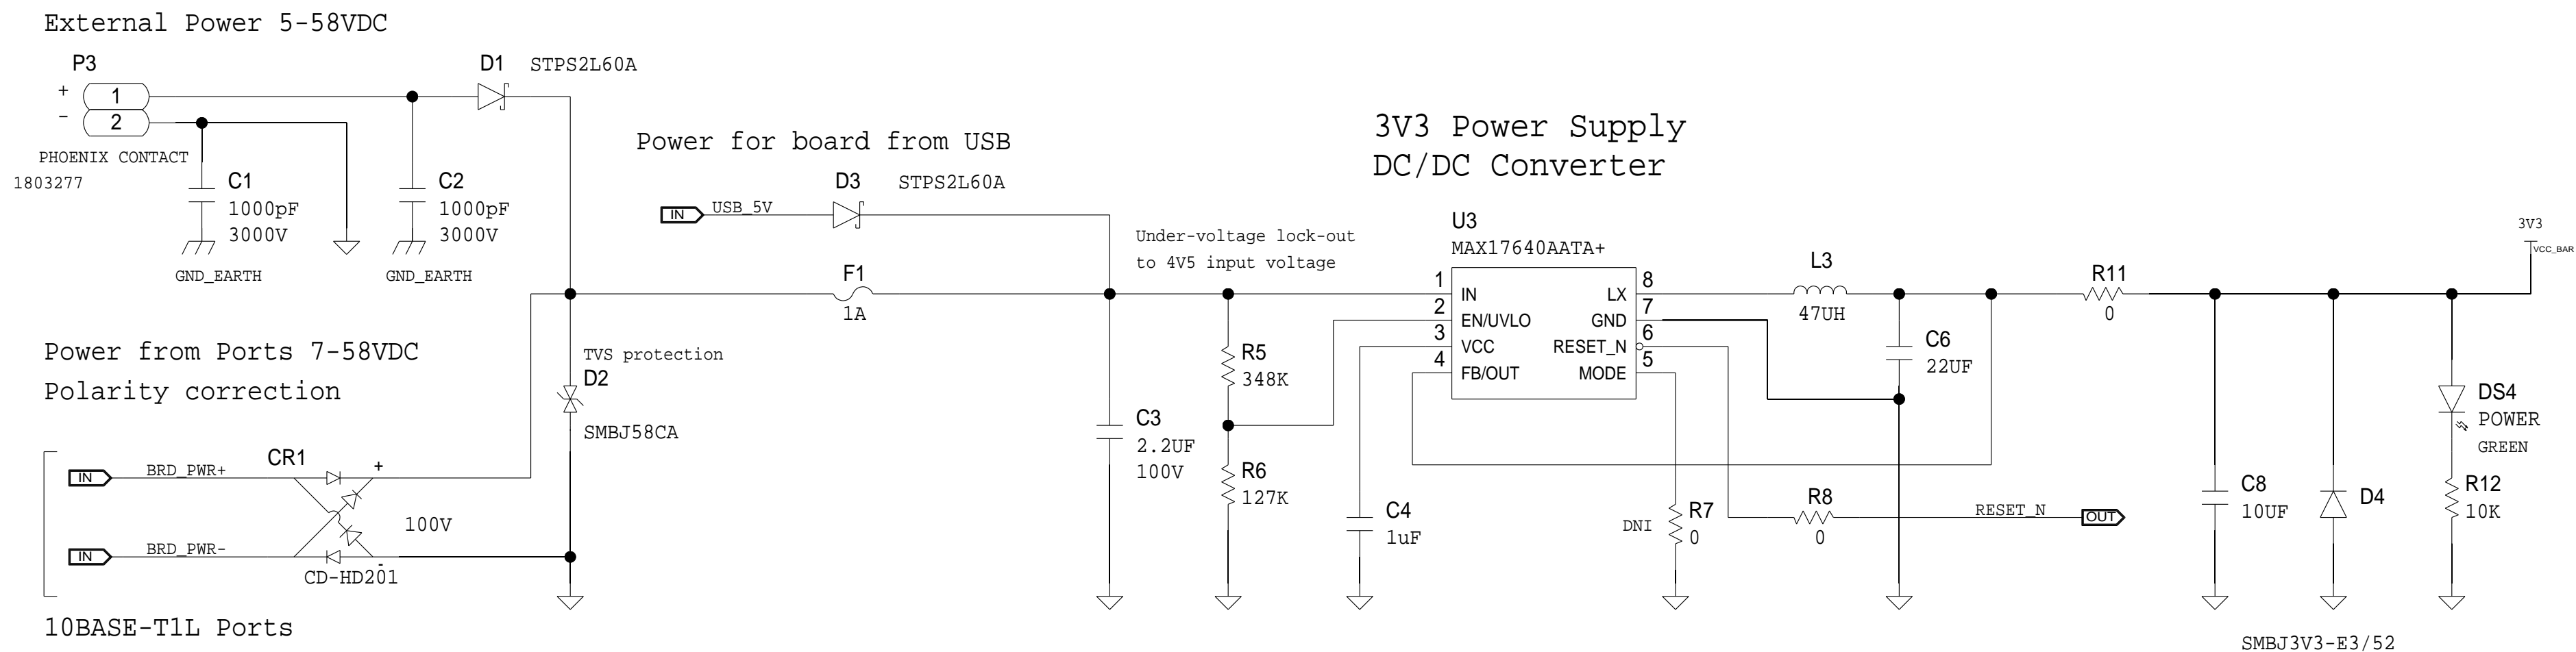 External Power 5-58VDC
P3
+
1
-
2
PHOENIX CONTACT
1803277
C1
1000pF
3000V
GND_EARTH
C2
1000pF
3000V
GND_EARTH
D1
STPS2L60A
Power for board from USB
D3
STPS2L60A
IN
USB_5V
F1
1A
TVS protection
D2
SMBJ58CA
Power from Ports 7-58VDC
Polarity correction
IN
BRD_PWR+
IN
BRD_PWR-
CR1
+
-
100V
CD-HD201
10BASE-T1L Ports
3V3 Power Supply
DC/DC Converter
Under-voltage lock-out
to 4V5 input voltage
C3
2.2UF
100V
R5
348K
R6
127K
C4
1uF
U3
MAX17640AATA+
1
IN
2
EN/UVLO
3
VCC
4
FB/OUT
8
LX
7
GND
6
RESET_N
5
MODE
DNI
R7
0
R8
0
RESET_N
OUT
L3
47UH
C6
22UF
R11
0
3V3
VCC_BAR
C8
10UF
D4
SMBJ3V3-E3/52
DS4
POWER
GREEN
R12
10K